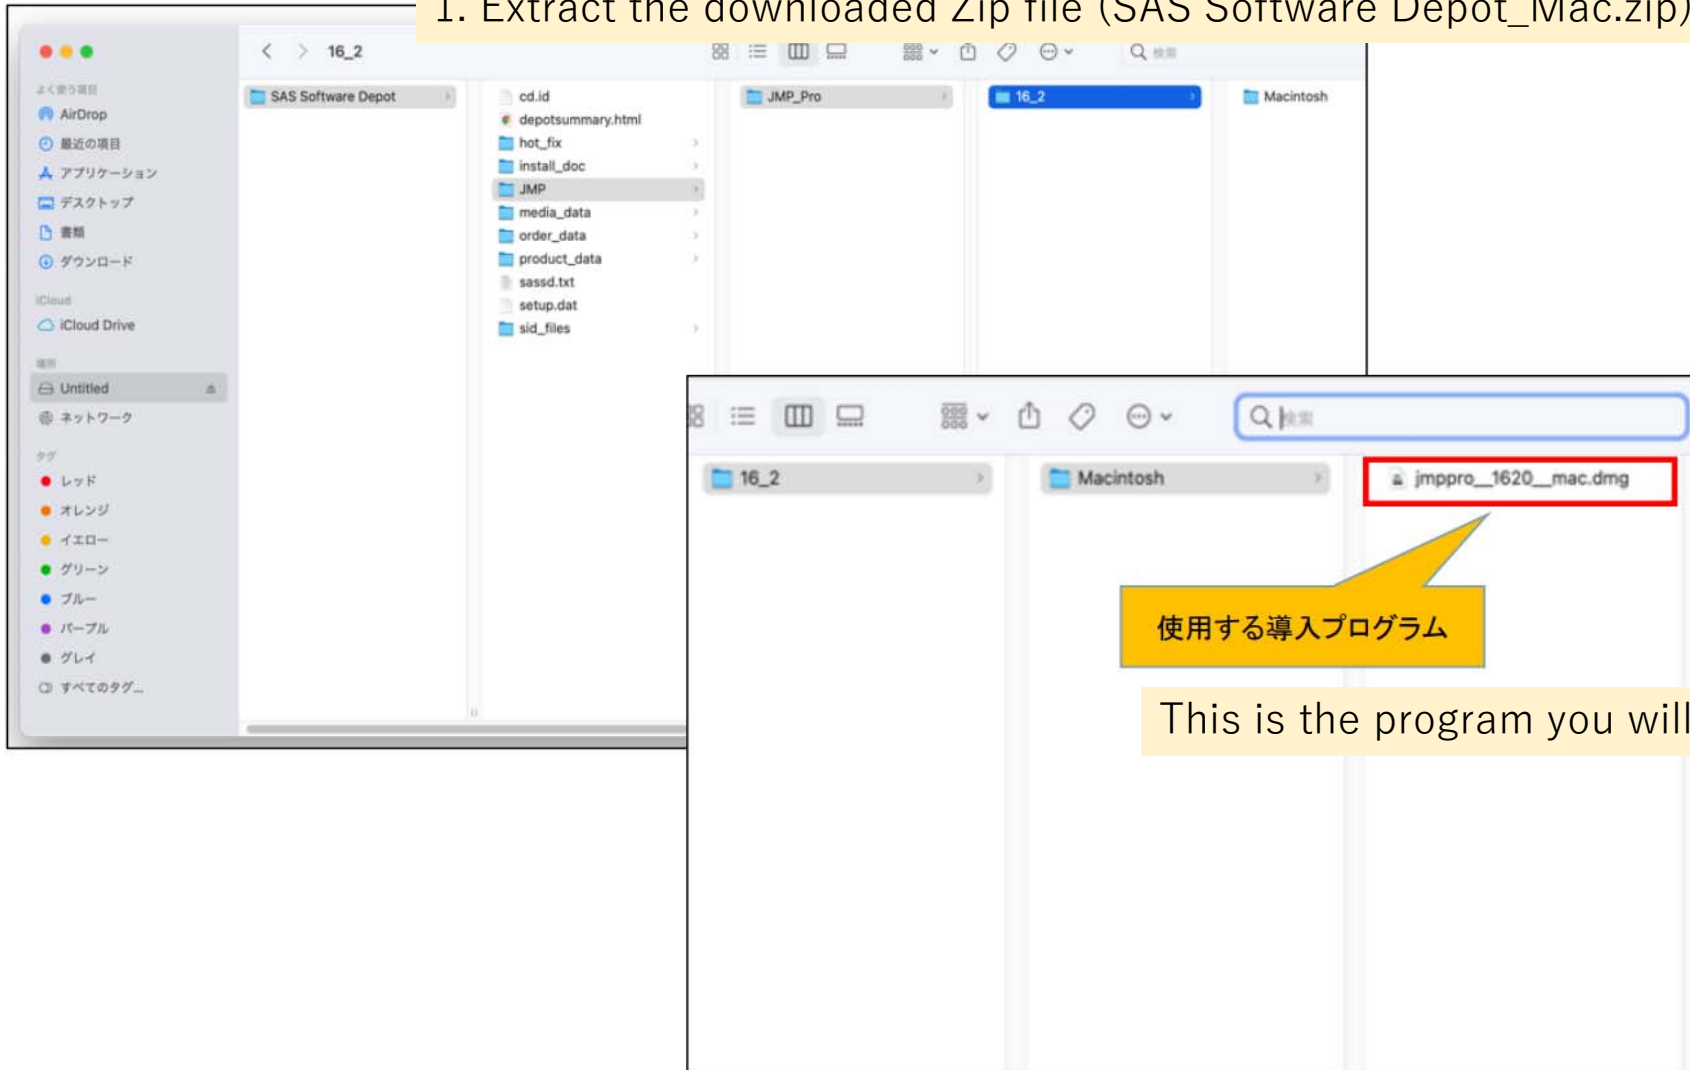 1. Extract the downloaded Zip file (SAS Software Depot_Mac.zip)
16_2
検索
よく使う項目
AirDrop
最近の項目
アプリケーション
デスクトップ
書類
ダウンロード
iCloud
iCloud Drive
場所
Untitled
ネットワーク
タグ
レッド
オレンジ
イエロー
グリーン
ブルー
パープル
グレイ
すべてのタグ...
SAS Software Depot
cd.id
depotsummary.html
hot_fix
install_doc
JMP
media_data
order_data
product_data
sassd.txt
setup.dat
sid_files
JMP_Pro
16_2
Macintosh
検索
16_2
Macintosh
jmppro__1620__mac.dmg
使用する導入プログラム
This is the program you will